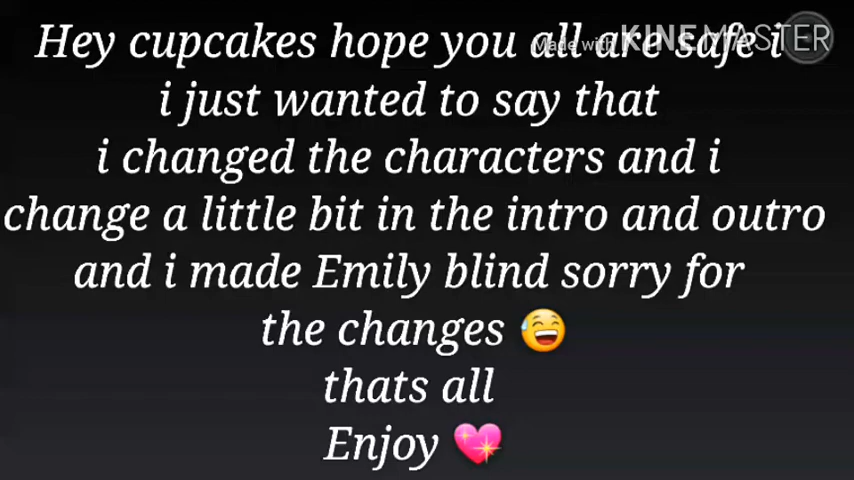 Hey cupcakes hope you all are safe i
Made with KINEMASTER
i just wanted to say that
i changed the characters and i
change a little bit in the intro and outro
and i made Emily blind sorry for
the changes 😅
thats all
Enjoy 💖